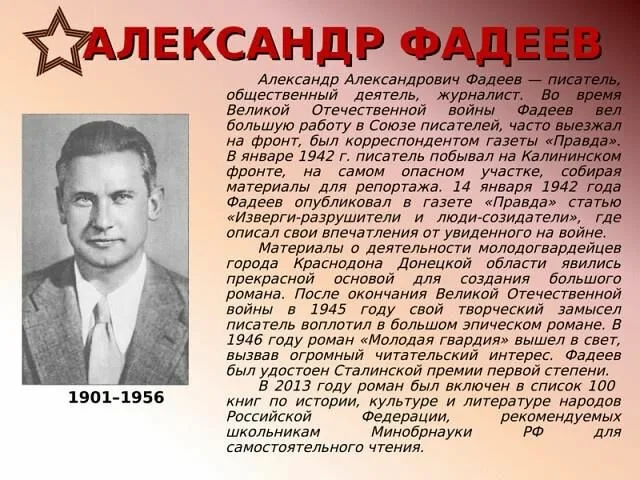 АЛЕКСАНДР ФАДЕЕВ
Александр Александрович Фадеев — писатель,
общественный деятель, журналист. Во время
Великой Отечественной войны Фадеев вел
большую работу в Союзе писателей, часто выезжал
на фронт, был корреспондентом газеты «Правда».
В январе 1942 г. писатель побывал на Калининском
фронте, на самом опасном участке, собирая
материалы для репортажа. 14 января 1942 года
Фадеев опубликовал в газете «Правда» статью
«Изверги-разрушители и люди-созидатели», где
описал свои впечатления от увиденного на войне.
Материалы о деятельности молодогвардейцев
города Краснодона Донецкой области явились
прекрасной основой для создания большого
романа. После окончания Великой Отечественной
войны в 1945 году свой творческий замысел
писатель воплотил в большом эпическом романе. В
1946 году роман «Молодая гвардия» вышел в свет,
вызвав огромный читательский интерес. Фадеев
был удостоен Сталинской премии первой степени.
В 2013 году роман был включен в список 100
книг по истории, культуре и литературе народов
Российской Федерации, рекомендуемых
школьникам Минобрнауки РФ для
самостоятельного чтения.
1901–1956